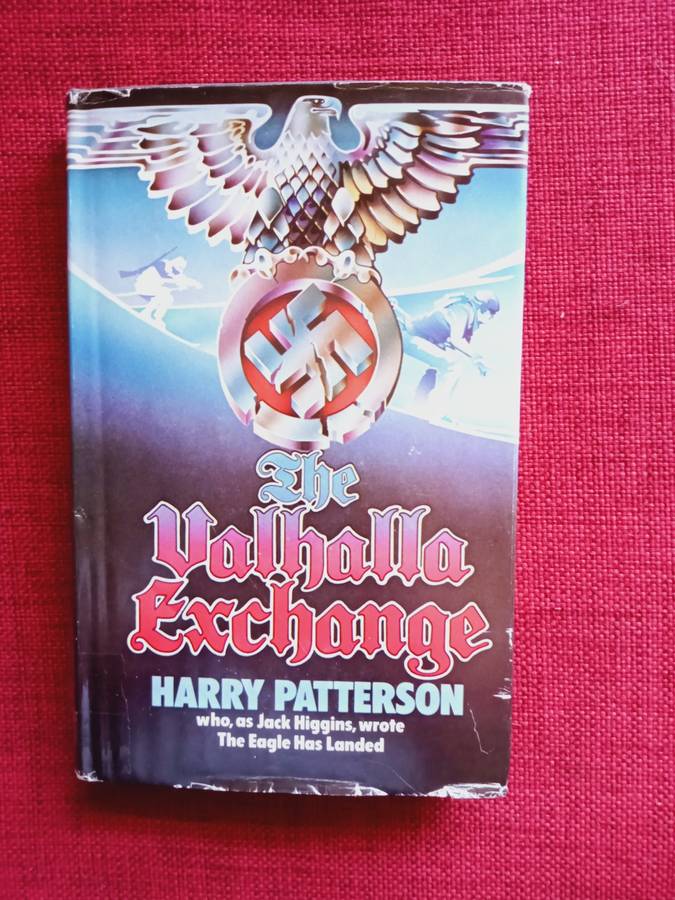 The
Valhalla
Exchange
HARRY PATTERSON
who, as Jack Higgins, wrote
The Eagle Has Landed